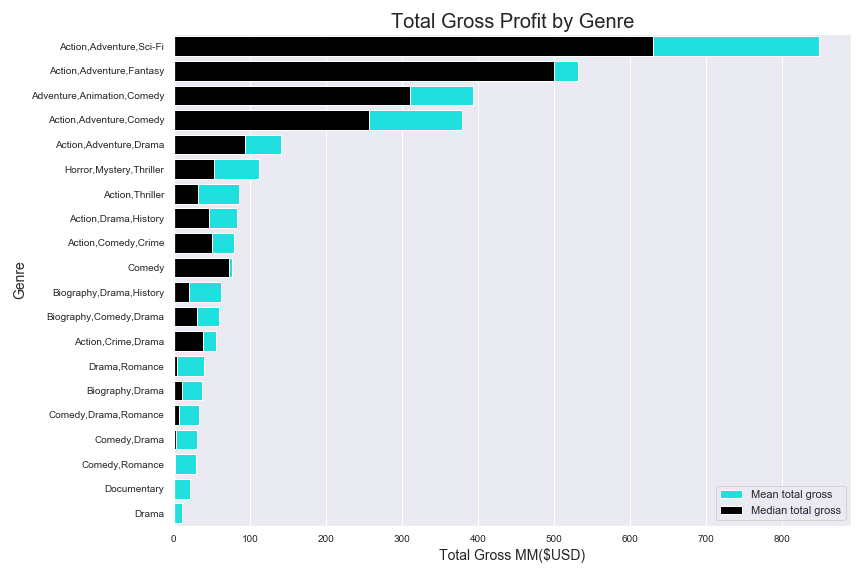 Total Gross Profit by Genre
Genre
Action,Adventure,Sci-Fi
Action,Adventure,Fantasy
Adventure,Animation,Comedy
Action,Adventure,Comedy
Action,Adventure,Drama
Horror,Mystery,Thriller
Action,Thriller
Action,Drama,History
Action,Comedy,Crime
Comedy
Biography,Drama,History
Biography,Comedy,Drama
Action,Crime,Drama
Drama,Romance
Biography,Drama
Comedy,Drama,Romance
Comedy,Drama
Comedy,Romance
Documentary
Drama
Mean total gross
Median total gross
0 100 200 300 400 500 600 700 800
Total Gross MM($USD)